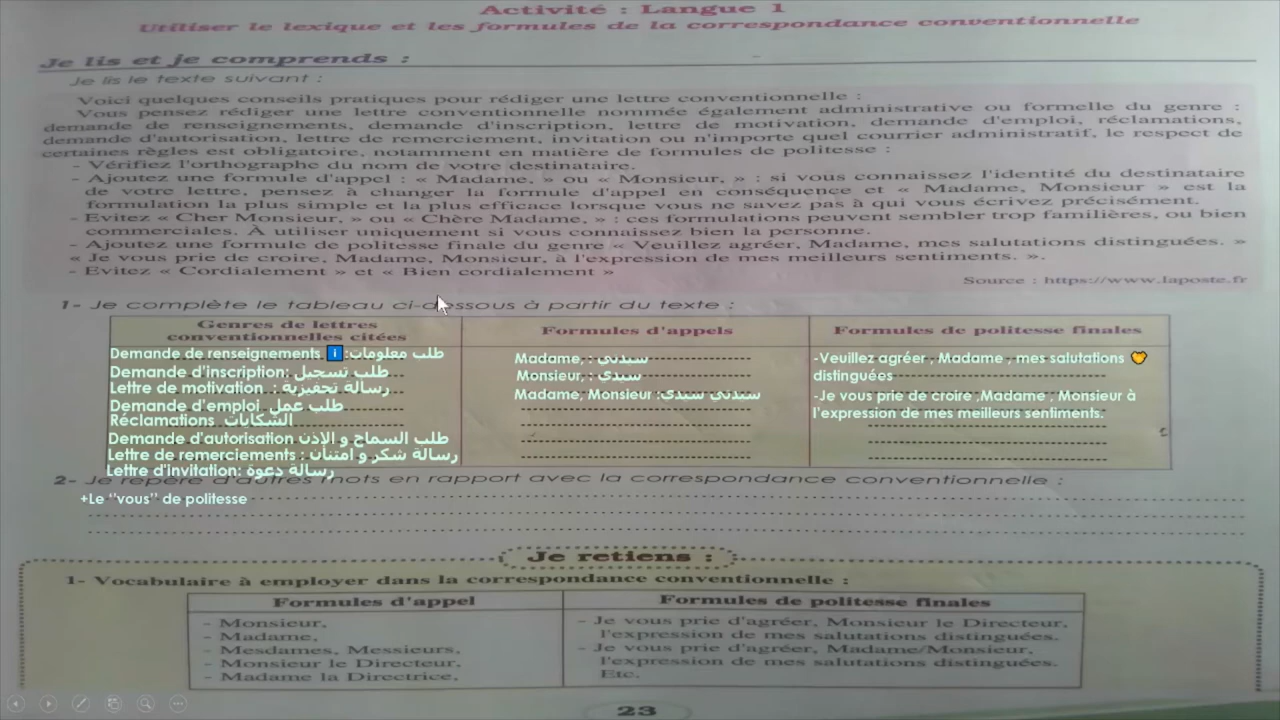 Activité : Langue 1
Utiliser le lexique et les formules de la correspondance conventionnelle
Je lis et je comprends :
Je lis le texte suivant :
Voici quelques conseils pratiques pour rédiger une lettre conventionnelle :
Vous pensez rédiger une lettre conventionnelle nommée également administrative ou formelle du genre :
demande de renseignements, demande d'inscription, lettre de motivation, demande d'emploi, réclamations,
demande d'autorisation, lettre de remerciement, invitation ou n'importe quel courrier administratif, le respect de
certaines règles est obligatoire, notamment en matière de formules de politesse :
- Vérifiez l'orthographe du nom de votre destinataire.
- Ajoutez une formule d'appel : « Madame, » ou « Monsieur, » : si vous connaissez l'identité du destinataire
de votre lettre, pensez à changer la formule d'appel en conséquence et « Madame, Monsieur » est la
formulation la plus simple et la plus efficace lorsque vous ne savez pas à qui vous écrivez précisément.
- Evitez « Cher Monsieur, » ou « Chère Madame, » : ces formulations peuvent sembler trop familières, ou bien
commerciales. À utiliser uniquement si vous connaissez bien la personne.
- Ajoutez une formule de politesse finale du genre « Veuillez agréer, Madame, mes salutations distinguées. »
« Je vous prie de croire, Madame, Monsieur, à l'expression de mes meilleurs sentiments. ».
- Evitez « Cordialement » et « Bien cordialement »
Source : https://www.laposte.fr
1- Je complète le tableau ci-dessous à partir du texte :
Genres de lettres
conventionnelles citées
Formules d'appels
Formules de politesse finales
Demande de renseignements ℹ️:طلب معلومات
Demande d'inscription: طلب تسجيل
Lettre de motivation : رسالة تحفيزية
Demande d'emploi طلب عمل
Réclamations الشكايات
Demande d'autorisation طلب السماح و الإذن
Lettre de remerciements : رسالة شكر و امتنان
Lettre d'invitation: رسالة دعوة
Madame, : سيدتي
Monsieur, : سيدي
Madame, Monsieur :سيدتي سيدي
-Veuillez agréer , Madame , mes salutations 
distinguées
-Je vous prie de croire ,Madame , Monsieur à
l'expression de mes meilleurs sentiments.
2- Je repère d'autres mots en rapport avec la correspondance conventionnelle :
+Le ''vous'' de politesse
Je retiens :
1- Vocabulaire à employer dans la correspondance conventionnelle :
Formules d'appel
Formules de politesse finales
- Monsieur,
- Madame,
- Mesdames, Messieurs,
- Monsieur le Directeur,
- Madame la Directrice,
- Je vous prie d'agréer, Monsieur le Directeur,
l'expression de mes salutations distinguées.
- Je vous prie d'agréer, Madame/Monsieur,
l'expression de mes salutations distinguées.
Etc.
23